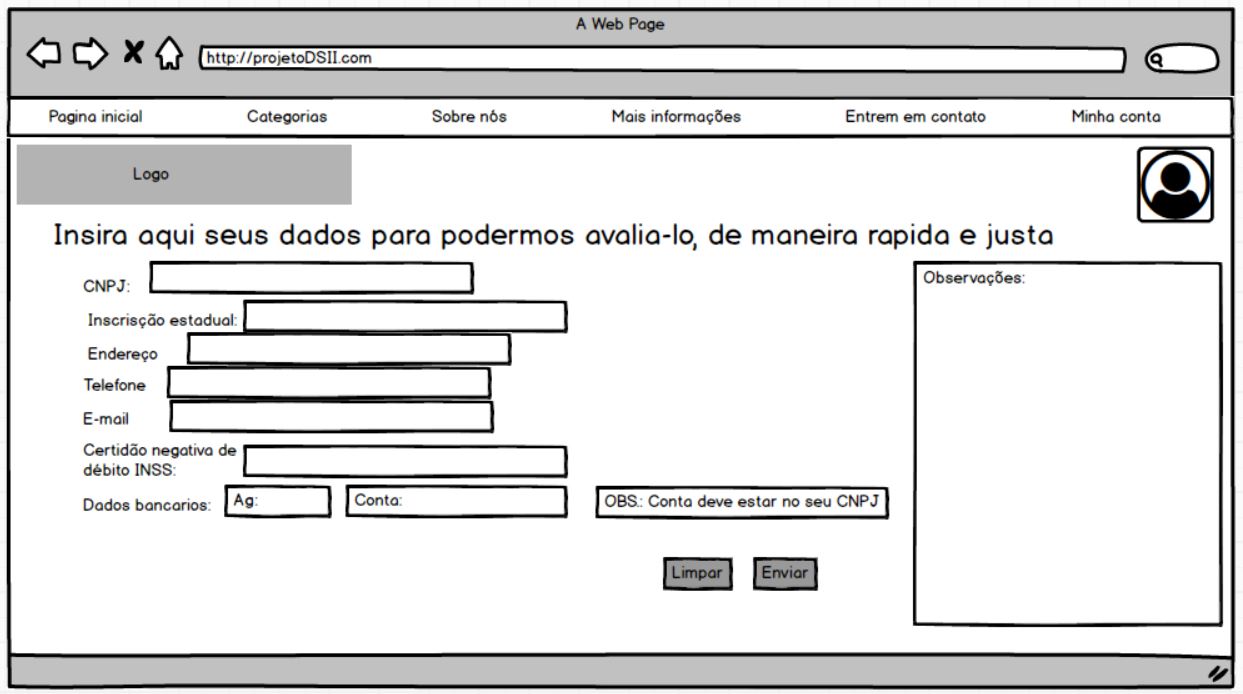 A Web Page
http://projetoDSII.com
Pagina inicial Categorias Sobre nós Mais informações Entrem em contato Minha conta
Logo
Insira aqui seus dados para podermos avalia-lo, de maneira rapida e justa
CNPJ:
Inscrisção estadual:
Endereço
Telefone
E-mail
Certidão negativa de
débito INSS:
Dados bancarios: Ag: Conta: OBS.: Conta deve estar no seu CNPJ
Limpar Enviar
Observações: